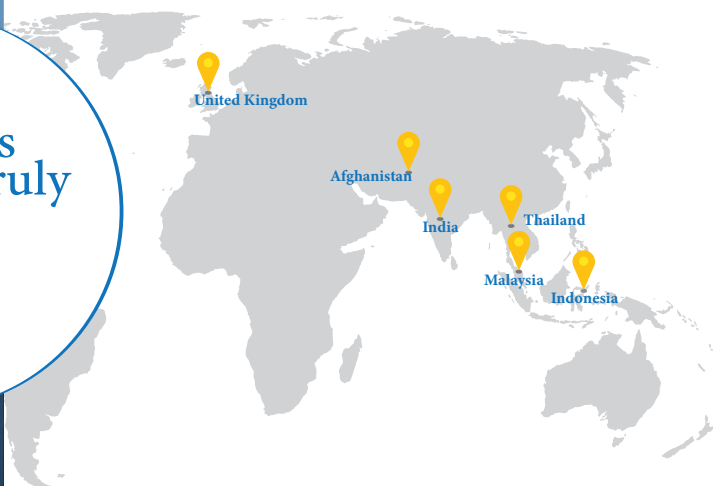 s
ruly
United Kingdom
Afghanistan
India
Thailand
Malaysia
Indonesia